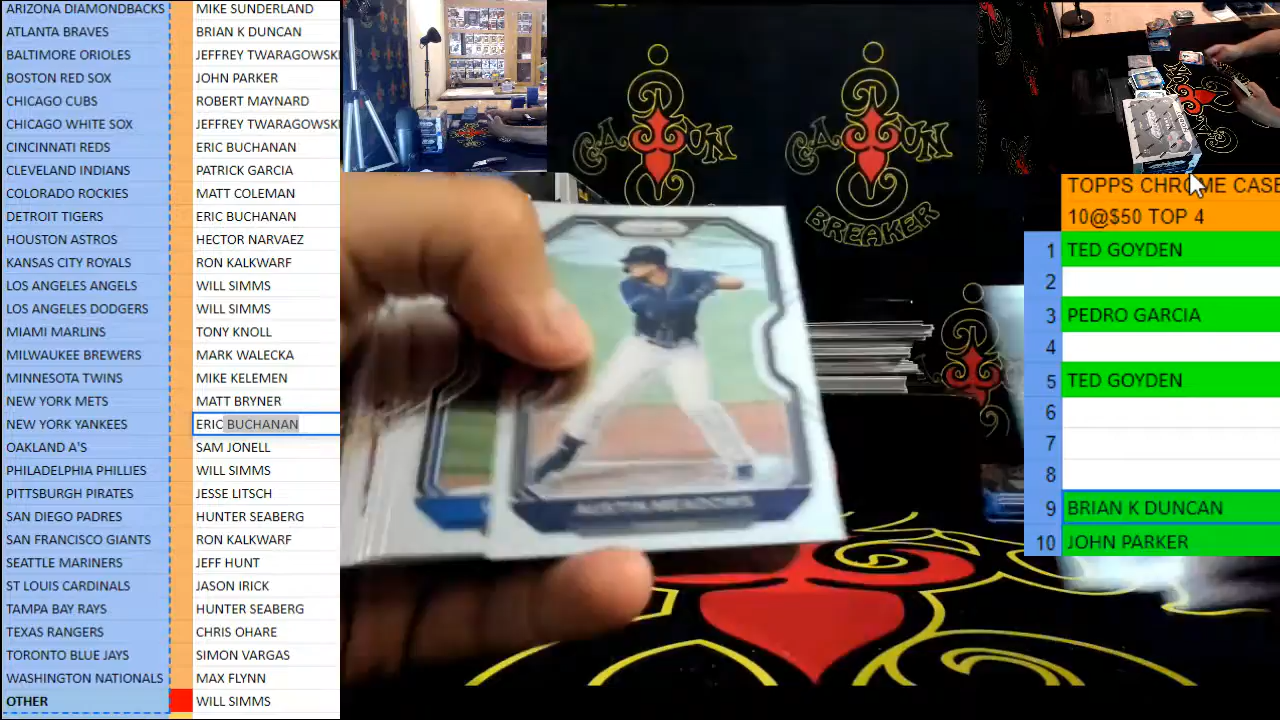 ARIZONA DIAMONDBACKS MIKE SUNDERLAND
ATLANTA BRAVES BRIAN K DUNCAN
BALTIMORE ORIOLES JEFFREY TWARAGOWSKI
BOSTON RED SOX JOHN PARKER
CHICAGO CUBS ROBERT MAYNARD
CHICAGO WHITE SOX JEFFREY TWARAGOWSKI
CINCINNATI REDS ERIC BUCHANAN
CLEVELAND INDIANS PATRICK GARCIA
COLORADO ROCKIES MATT COLEMAN
DETROIT TIGERS ERIC BUCHANAN
HOUSTON ASTROS HECTOR NARVAEZ
KANSAS CITY ROYALS RON KALKWARF
LOS ANGELES ANGELS WILL SIMMS
LOS ANGELES DODGERS WILL SIMMS
MIAMI MARLINS TONY KNOLL
MILWAUKEE BREWERS MARK WALECKA
MINNESOTA TWINS MIKE KELEMEN
NEW YORK METS MATT BRYNER
NEW YORK YANKEES ERIC BUCHANAN
OAKLAND A'S SAM JONELL
PHILADELPHIA PHILLIES WILL SIMMS
PITTSBURGH PIRATES JESSE LITSCH
SAN DIEGO PADRES HUNTER SEABERG
SAN FRANCISCO GIANTS RON KALKWARF
SEATTLE MARINERS JEFF HUNT
ST LOUIS CARDINALS JASON IRICK
TAMPA BAY RAYS HUNTER SEABERG
TEXAS RANGERS CHRIS OHARE
TORONTO BLUE JAYS SIMON VARGAS
WASHINGTON NATIONALS MAX FLYNN
OTHER WILL SIMMS
CAJUN
CAJUN
BREAKER
AUSTIN MEADOWS
TOPPS CHROME CASE
10@$50 TOP 4
1 TED GOYDEN
2
3 PEDRO GARCIA
4
5 TED GOYDEN
6
7
8
9 BRIAN K DUNCAN
10 JOHN PARKER